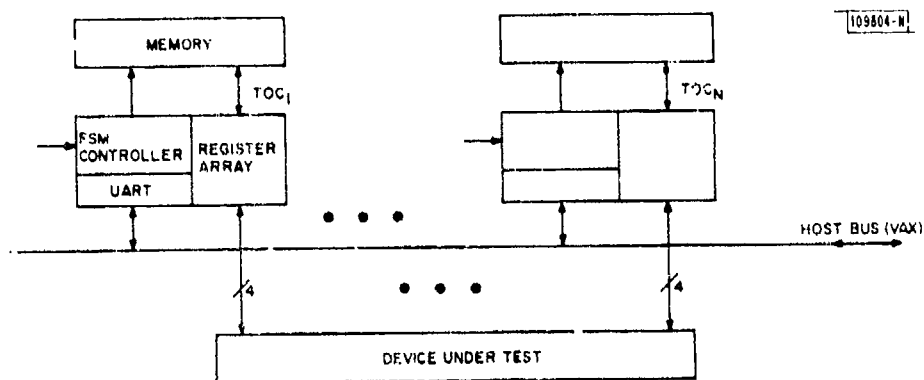 109804-N
MEMORY
TOC1
TOCN
FSM
CONTROLLER
REGISTER
ARRAY
UART
HOST BUS (VAX)
4
4
DEVICE UNDER TEST